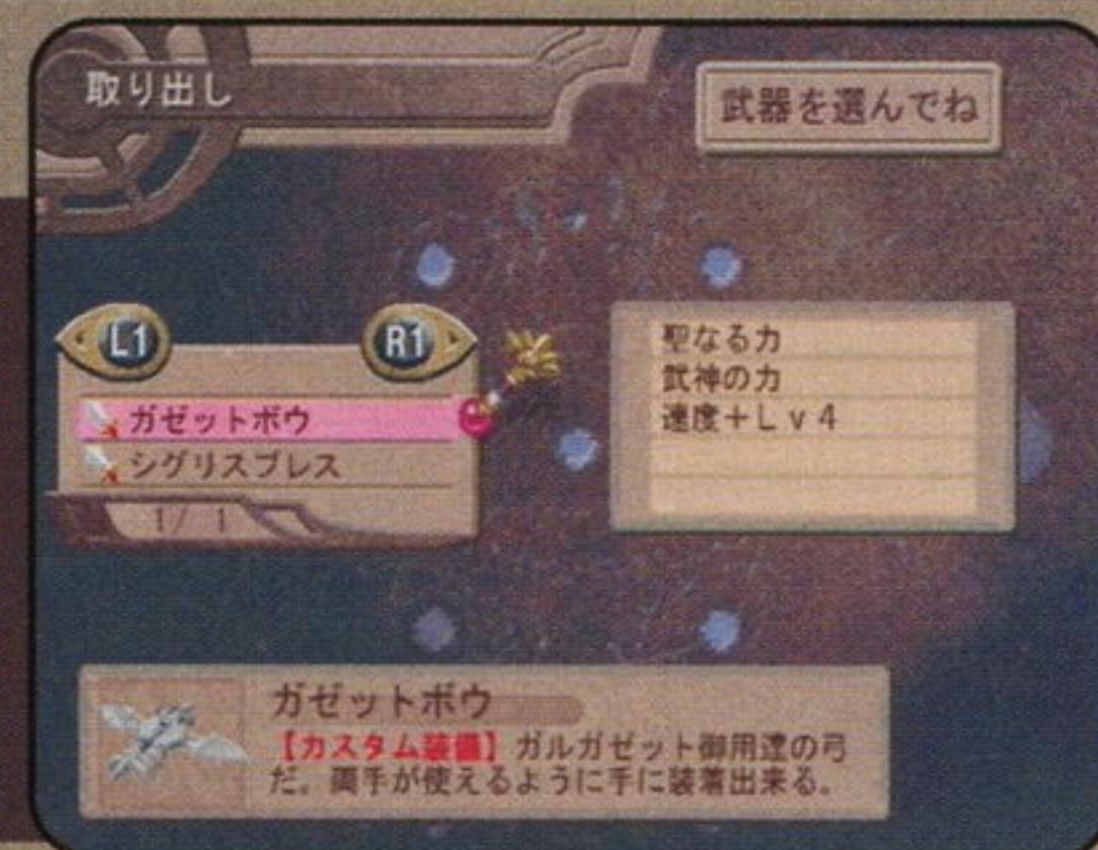 取り出し
武器を選んでね
L1
R1
ガゼットボウ
シグリスブレス
1/ 1
聖なる力
武神の力
速度+Lv4
ガゼットボウ
【カスタム装備】ガルガゼット御用達の弓
だ。両手が使えるように手に装着出来る。